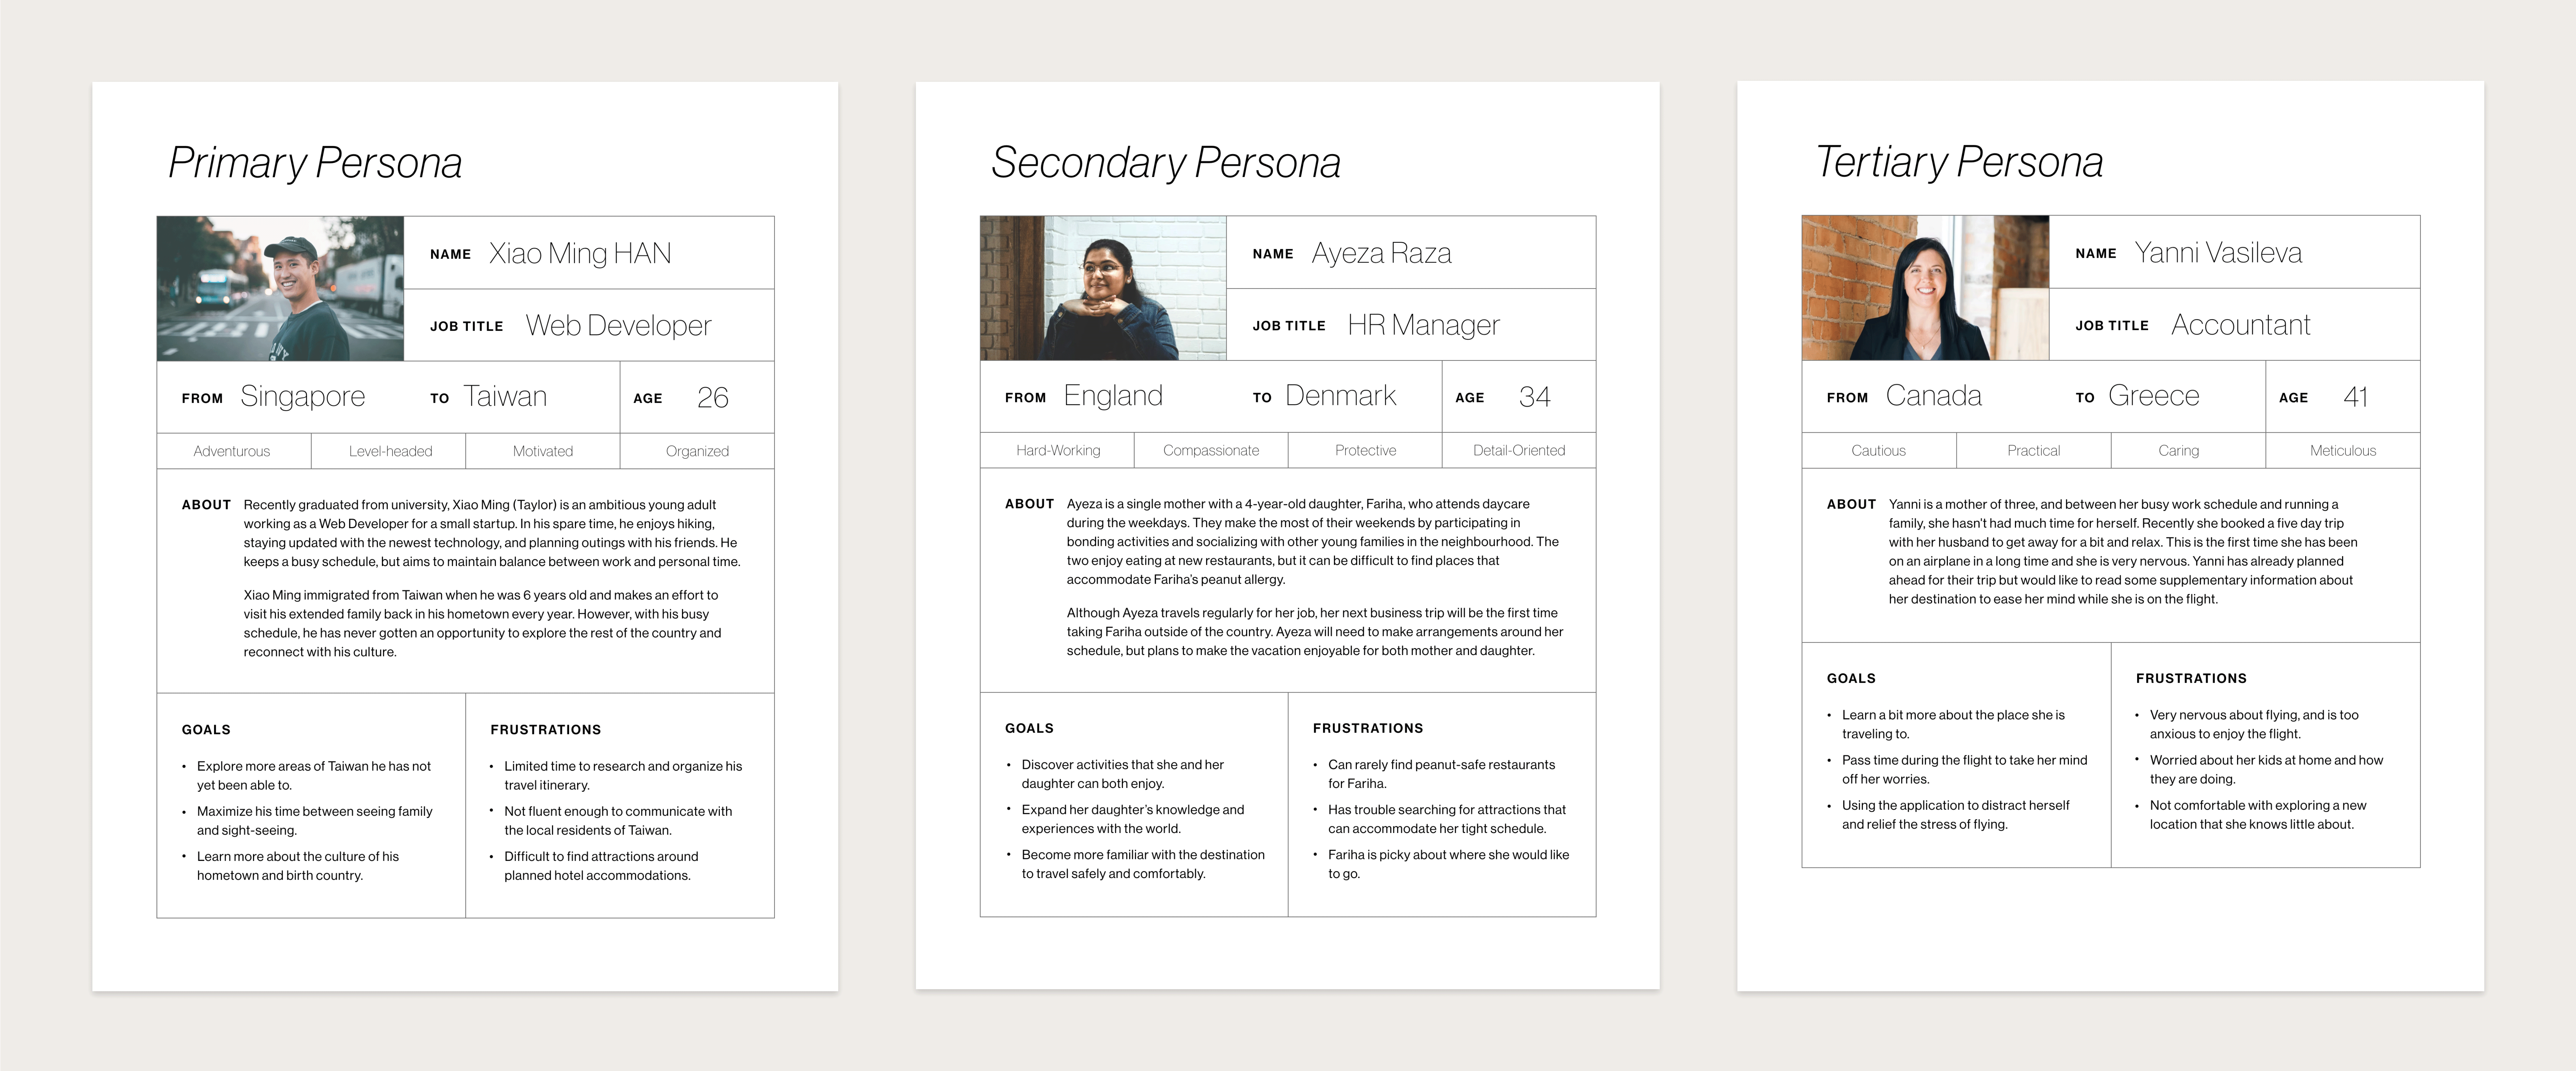 Primary Persona
NAME Xiao Ming HAN
JOB TITLE Web Developer
FROM Singapore TO Taiwan AGE 26
Adventurous Level-headed Motivated Organized
ABOUT Recently graduated from university, Xiao Ming (Taylor) is an ambitious young adult
working as a Web Developer for a small startup. In his spare time, he enjoys hiking,
staying updated with the newest technology, and planning outings with his friends. He
keeps a busy schedule, but aims to maintain balance between work and personal time.
Xiao Ming immigrated from Taiwan when he was 6 years old and makes an effort to
visit his extended family back in his hometown every year. However, with his busy
schedule, he has never gotten an opportunity to explore the rest of the country and
reconnect with his culture.
GOALS
• Explore more areas of Taiwan he has not
yet been able to.
• Maximize his time between seeing family
and sight-seeing.
• Learn more about the culture of his
hometown and birth country.
FRUSTRATIONS
• Limited time to research and organize his
travel itinerary.
• Not fluent enough to communicate with
the local residents of Taiwan.
• Difficult to find attractions around
planned hotel accommodations.
Secondary Persona
NAME Ayeza Raza
JOB TITLE HR Manager
FROM England TO Denmark AGE 34
Hard-Working Compassionate Protective Detail-Oriented
ABOUT Ayeza is a single mother with a 4-year-old daughter, Fariha, who attends daycare
during the weekdays. They make the most of their weekends by participating in
bonding activities and socializing with other young families in the neighbourhood. The
two enjoy eating at new restaurants, but it can be difficult to find places that
accommodate Fariha's peanut allergy.
Although Ayeza travels regularly for her job, her next business trip will be the first time
taking Fariha outside of the country. Ayeza will need to make arrangements around her
schedule, but plans to make the vacation enjoyable for both mother and daughter.
GOALS
• Discover activities that she and her
daughter can both enjoy.
• Expand her daughter's knowledge and
experiences with the world.
• Become more familiar with the destination
to travel safely and comfortably.
FRUSTRATIONS
• Can rarely find peanut-safe restaurants
for Fariha.
• Has trouble searching for attractions that
can accommodate her tight schedule.
• Fariha is picky about where she would like
to go.
Tertiary Persona
NAME Yanni Vasileva
JOB TITLE Accountant
FROM Canada TO Greece AGE 41
Cautious Practical Caring Meticulous
ABOUT Yanni is a mother of three, and between her busy work schedule and running a
family, she hasn't had much time for herself. Recently she booked a five day trip
with her husband to get away for a bit and relax. This is the first time she has been
on an airplane in a long time and she is very nervous. Yanni has already planned
ahead for their trip but would like to read some supplementary information about
her destination to ease her mind while she is on the flight.
GOALS
• Learn a bit more about the place she is
traveling to.
• Pass time during the flight to take her mind
off her worries.
• Using the application to distract herself
and relief the stress of flying.
FRUSTRATIONS
• Very nervous about flying, and is too
anxious to enjoy the flight.
• Worried about her kids at home and how
they are doing.
• Not comfortable with exploring a new
location that she knows little about.